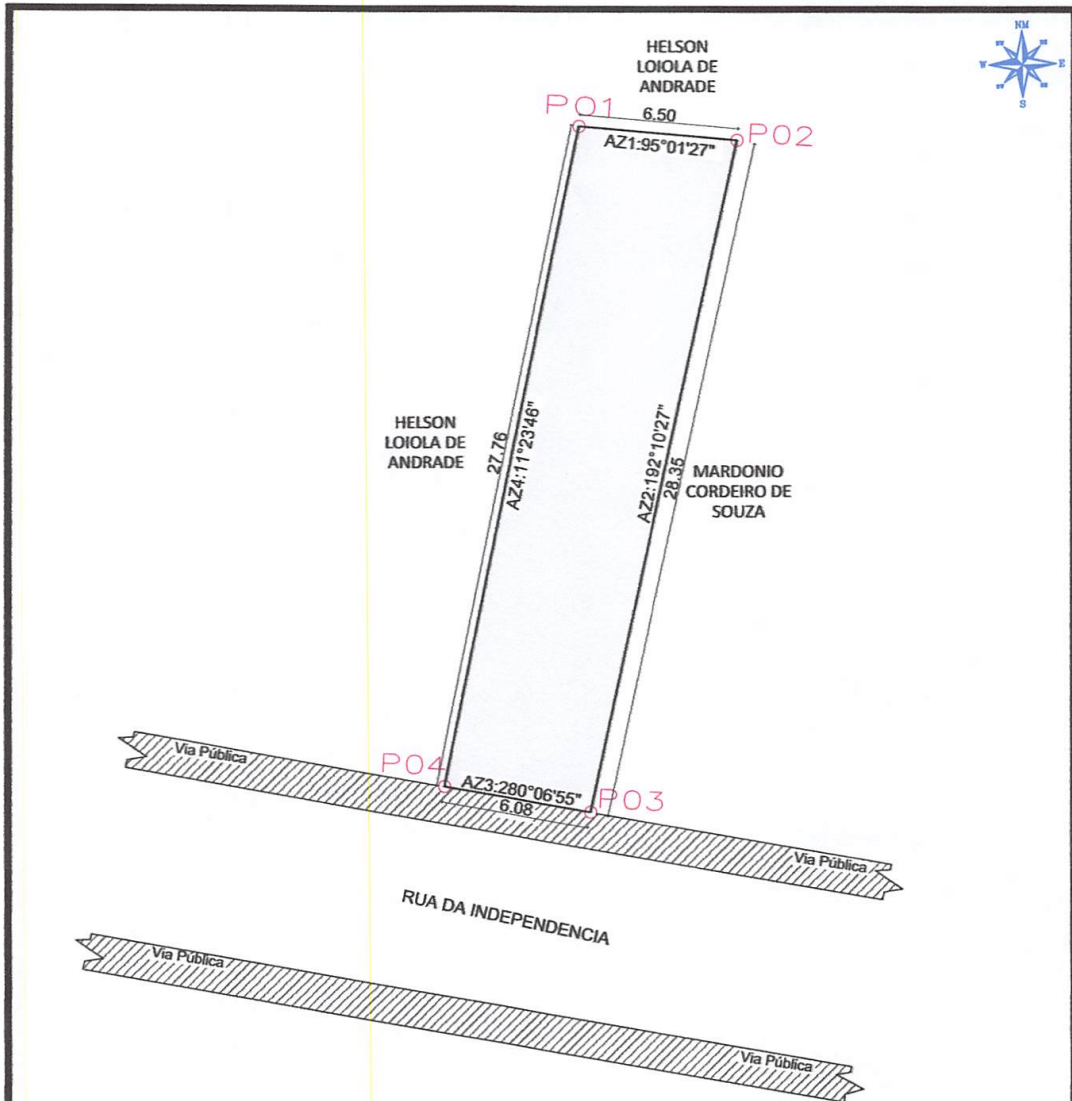 NM
W
E
S
HELSON
LOIOLA DE
ANDRADE
P01
6.50
P02
AZ1:95°01'27"
HELSON
LOIOLA DE
ANDRADE
27.76
AZ4:11°23'46"
AZ2:192°10'27"
28.35
MARDONIO
CORDEIRO DE
SOUZA
Via Pública
P04
AZ3:280°06'55"
6.08
P03
Via Pública
RUA DA INDEPENDENCIA
Via Pública
Via Pública